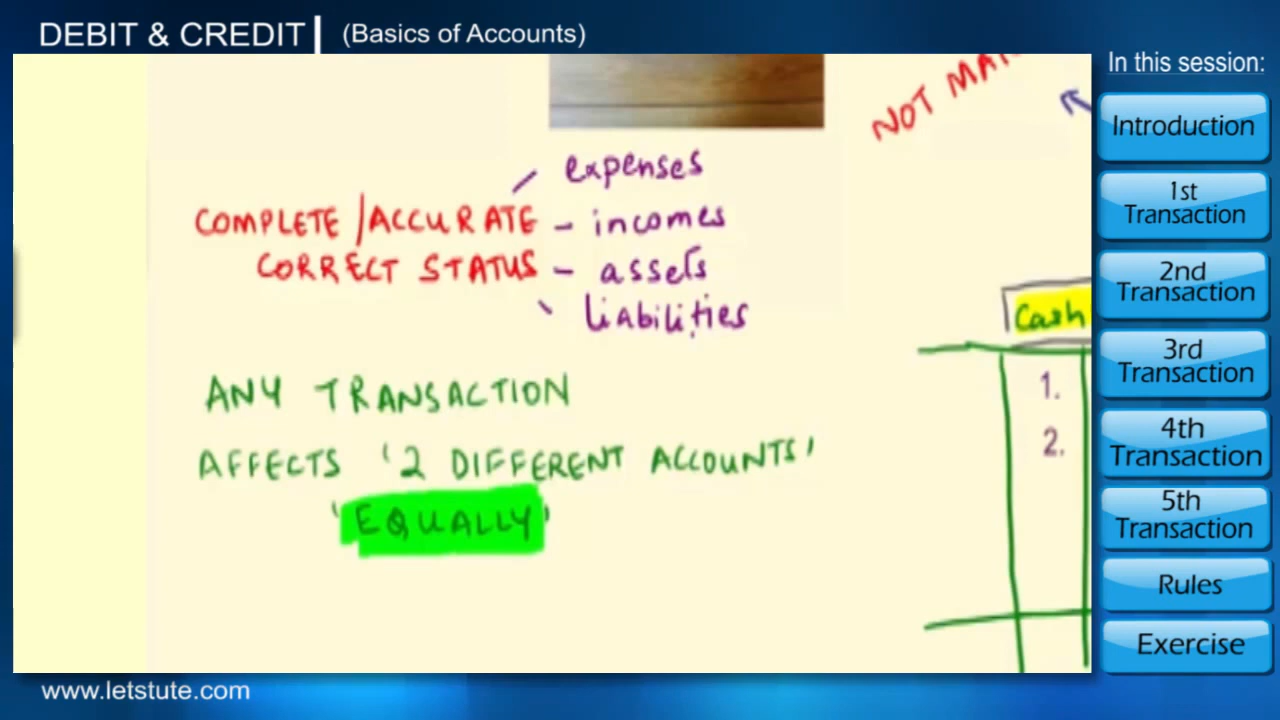 DEBIT & CREDIT | (Basics of Accounts)
In this session:
NOT
expenses
COMPLETE / ACCURATE - incomes
CORRECT STATUS - assets
liabilities
ANY TRANSACTION
AFFECTS '2 DIFFERENT ACCOUNTS'
'EQUALLY'
Cash
1.
2.
Introduction
1st
Transaction
2nd
Transaction
3rd
Transaction
4th
Transaction
5th
Transaction
Rules
Exercise
www.letstute.com